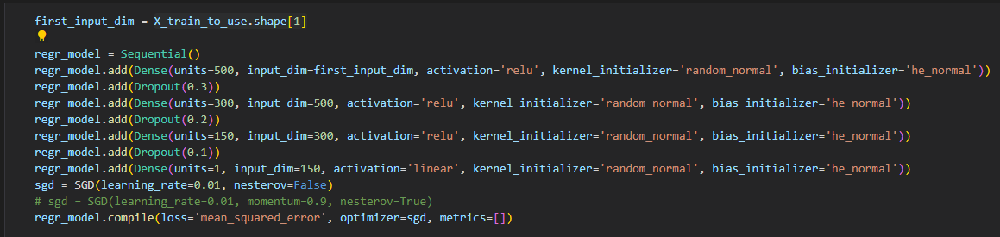 first_input_dim = X_train_to_use.shape[1]
regr_model = Sequential()
regr_model.add(Dense(units=500, input_dim=first_input_dim, activation='relu', kernel_initializer='random_normal', bias_initializer='he_normal'))
regr_model.add(Dropout(0.3))
regr_model.add(Dense(units=300, input_dim=500, activation='relu', kernel_initializer='random_normal', bias_initializer='he_normal'))
regr_model.add(Dropout(0.2))
regr_model.add(Dense(units=150, input_dim=300, activation='relu', kernel_initializer='random_normal', bias_initializer='he_normal'))
regr_model.add(Dropout(0.1))
regr_model.add(Dense(units=1, input_dim=150, activation='linear', kernel_initializer='random_normal', bias_initializer='he_normal'))
sgd = SGD(learning_rate=0.01, nesterov=False)
# sgd = SGD(learning_rate=0.01, momentum=0.9, nesterov=True)
regr_model.compile(loss='mean_squared_error', optimizer=sgd, metrics=[])